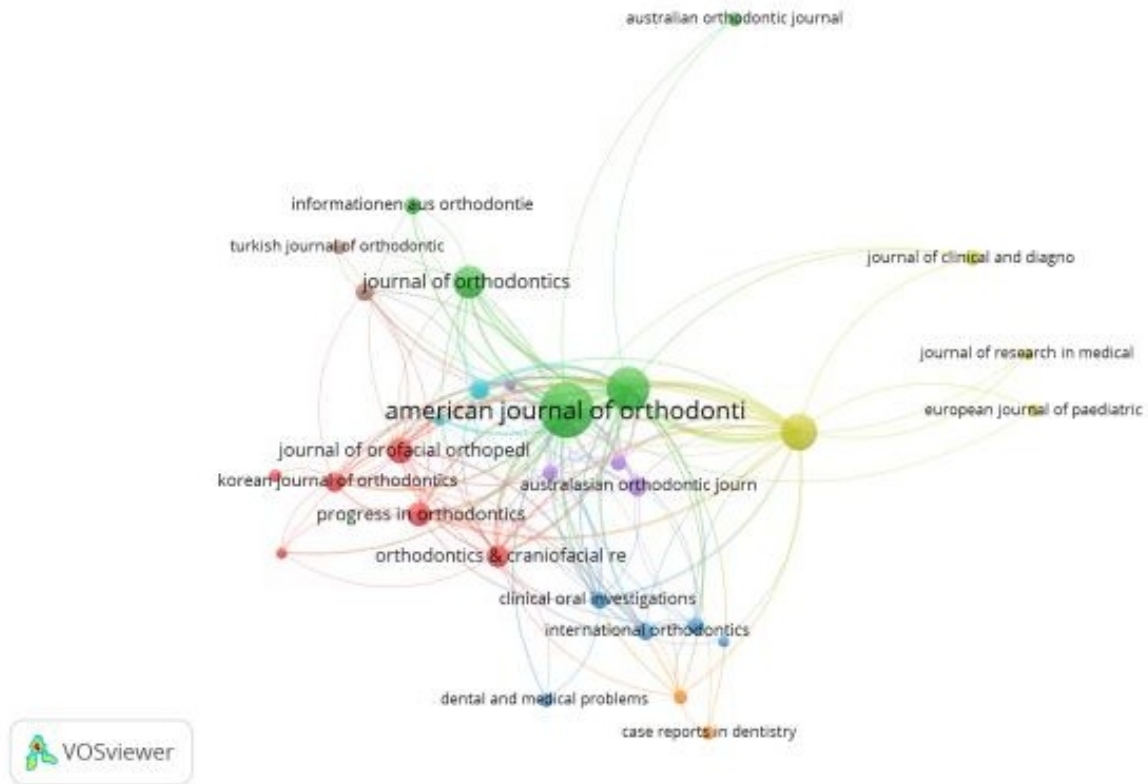 australian orthodontic journal
informationen aus orthodontie
turkish journal of orthodontic
journal of clinical and diagno
journal of orthodontics
journal of research in medical
american journal of orthodonti
european journal of paediatric
journal of orofacial orthopedi
korean journal of orthodontics
australasian orthodontic journ
progress in orthodontics
orthodontics & craniofacial re
clinical oral investigations
international orthodontics
dental and medical problems
case reports in dentistry
VOSviewer